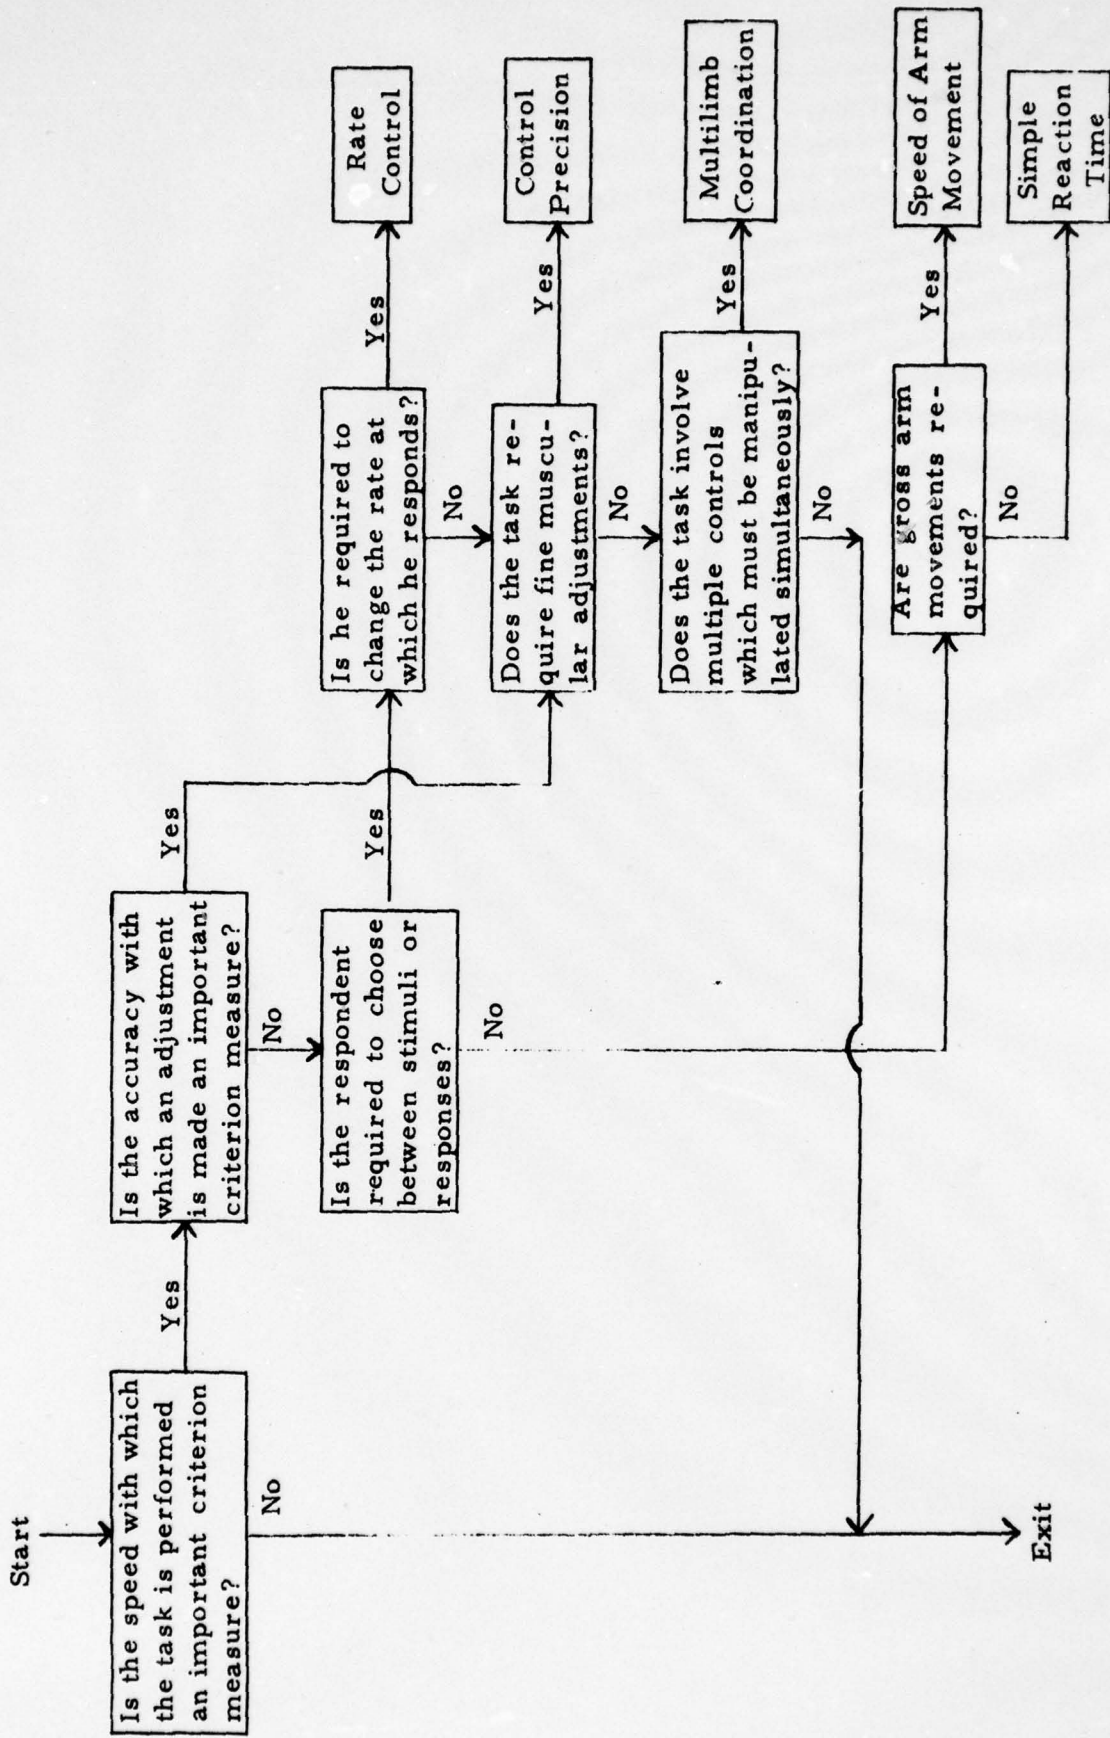 Start
Is the speed with which
the task is performed
an important criterion
measure?
Yes
No
Exit
Is the accuracy with
which an adjustment
is made an important
criterion measure?
Yes
No
Is the respondent
required to choose
between stimuli or
responses?
Yes
No
Is he required to
change the rate at
which he responds?
Yes
No
Rate
Control
Does the task re-
quire fine muscu-
lar adjustments?
Yes
No
Control
Precision
Does the task involve
multiple controls
which must be manipu-
lated simultaneously?
Yes
No
Multilimb
Coordination
Are gross arm
movements re-
quired?
Yes
No
Speed of Arm
Movement
Simple
Reaction
Time